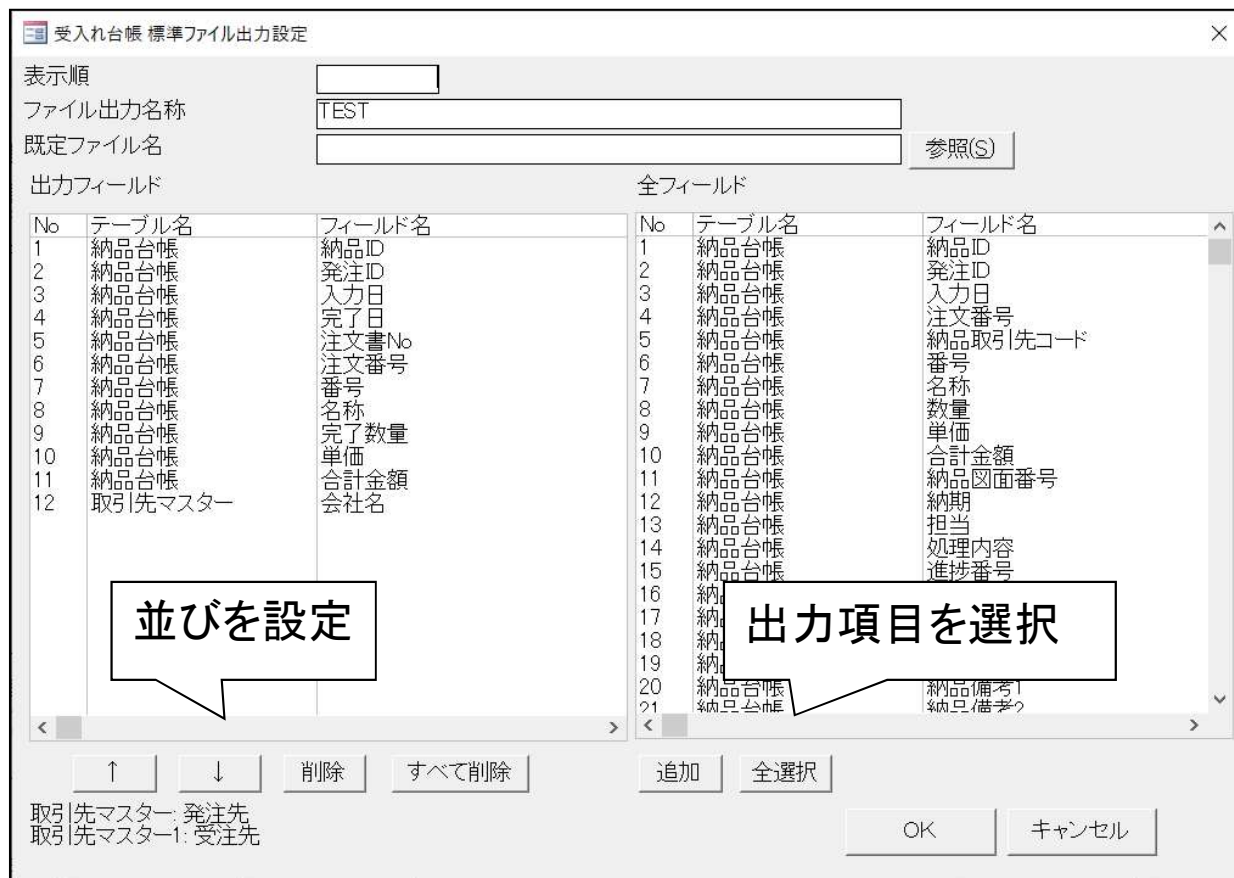 受入れ台帳 標準ファイル出力設定
表示順
ファイル出力名称 TEST
既定ファイル名 参照(S)
出力フィールド 全フィールド
No テーブル名 フィールド名 No テーブル名 フィールド名
1 納品台帳 納品ID 1 納品台帳 納品ID
2 納品台帳 発注ID 2 納品台帳 発注ID
3 納品台帳 入力日 3 納品台帳 入力日
4 納品台帳 完了日 4 納品台帳 注文番号
5 納品台帳 注文書No 5 納品台帳 納品取引先コード
6 納品台帳 注文番号 6 納品台帳 番号
7 納品台帳 番号 7 納品台帳 名称
8 納品台帳 名称 8 納品台帳 数量
9 納品台帳 完了数量 9 納品台帳 単価
10 納品台帳 単価 10 納品台帳 合計金額
11 納品台帳 合計金額 11 納品台帳 納品図面番号
12 取引先マスター 会社名 12 納品台帳 納期
13 納品台帳 担当
14 納品台帳 処理内容
15 納品台帳 進捗番号
16 納
17 納
18 納
19 納
20 納品台帳 納品備考1
21 納品台帳 納品備考2
並びを設定 出力項目を選択
↑ ↓ 削除 すべて削除 追加 全選択
取引先マスター: 発注先
取引先マスター1: 受注先
OK キャンセル